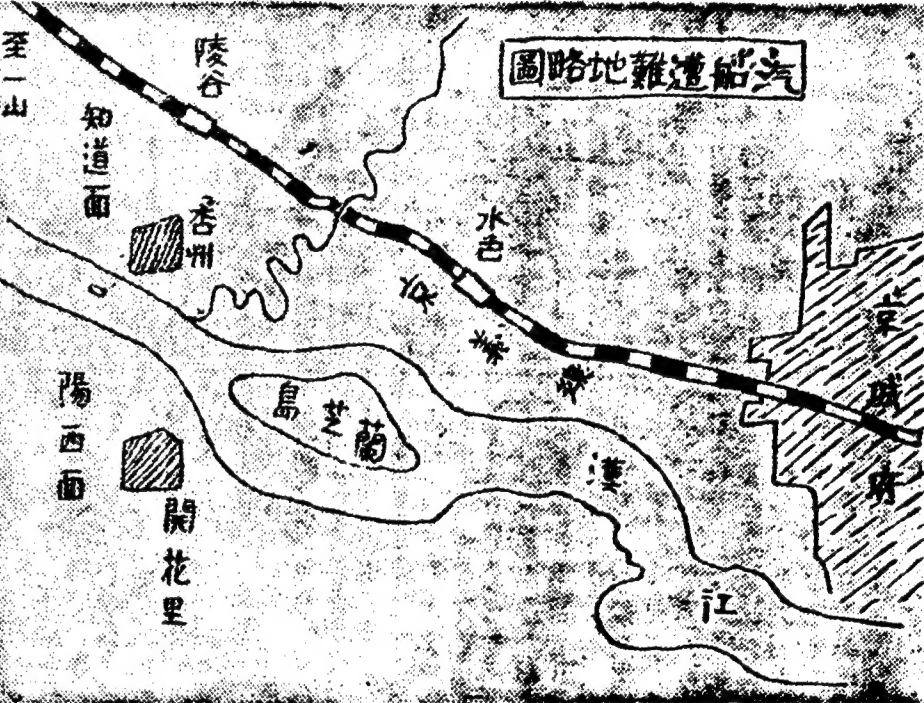 汽船遭難地略圖
至一山
陵谷
知道面
杏州
水色
京義線
京城府
蘭芝島
漢江
陽西面
開花里